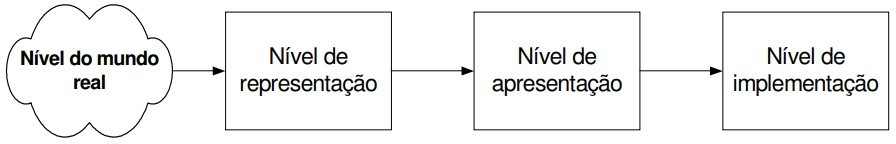 Nível do mundo
real
Nível de
representação
Nível de
apresentação
Nível de
implementação